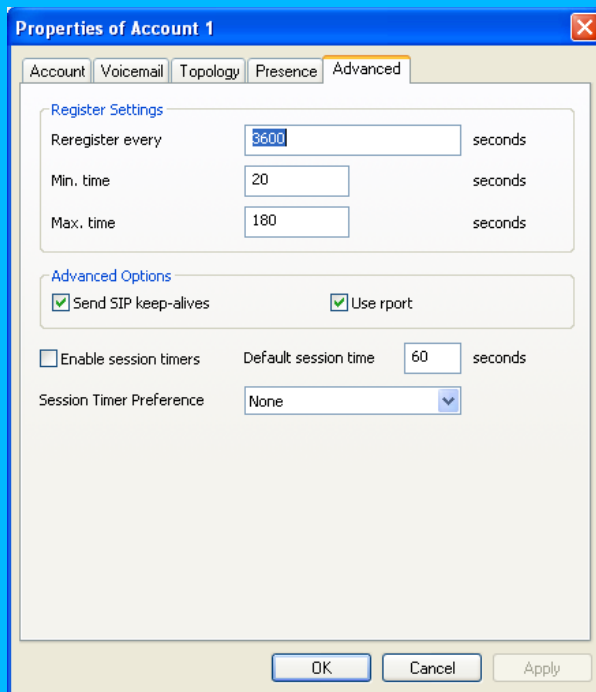 Properties of Account 1
Account Voicemail Topology Presence Advanced
Register Settings
Reregister every 3600 seconds
Min. time 20 seconds
Max. time 180 seconds
Advanced Options
Send SIP keep-alives Use rport
Enable session timers Default session time 60 seconds
Session Timer Preference None
OK Cancel Apply